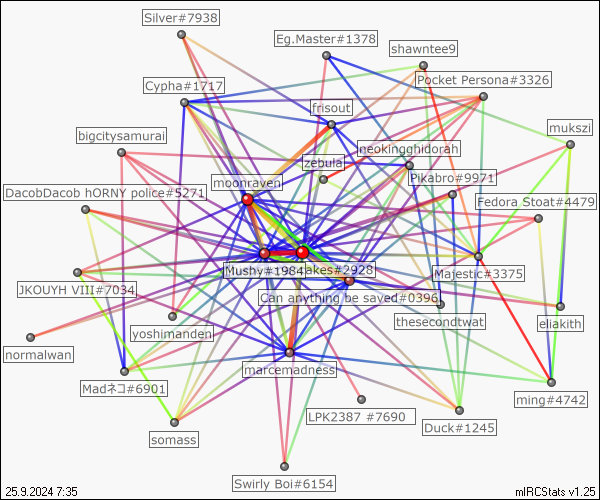 Silver#7938
Eg.Master#1378
shawntee9
Pocket Persona#3326
Cypha#1717
frisout
bigcitysamurai
mukszi
neokingghidorah
zebula
Pikabro#9971
moonraven
DacobDacob hORNY police#5271
Fedora Stoat#4479
Mushy#1984
akes#2928
Majestic#3375
JKOUYH VIII#7034
Can anything be saved#0396
eliakith
thesecondtwat
yoshimanden
normalwan
marcemadness
Madネコ#6901
ming#4742
LPK2387 #7690
Duck#1245
somass
Swirly Boi#6154
25.9.2024 7:35
mIRCStats v1.25